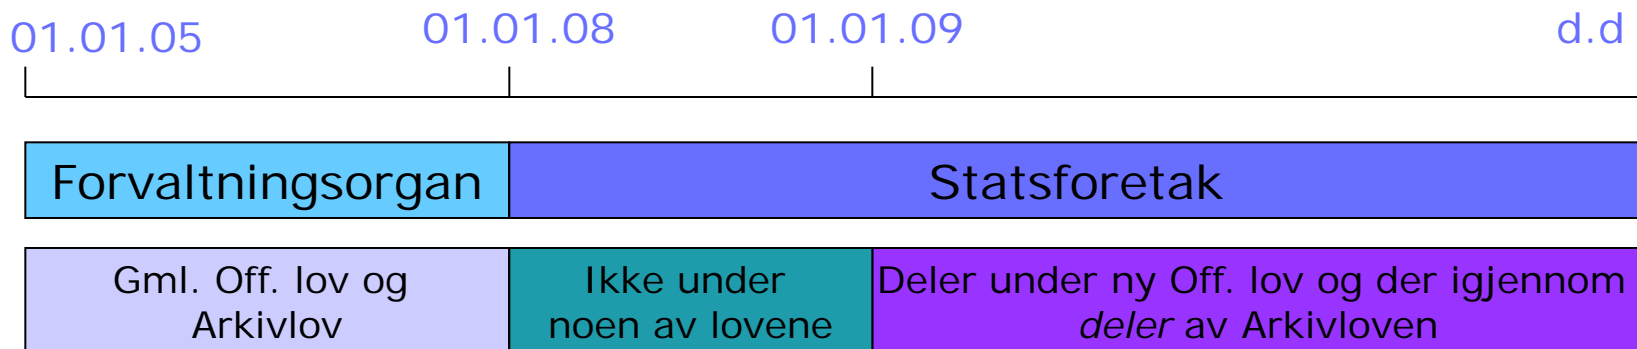 01.01.05 01.01.08 01.01.09 d.d
Forvaltningsorgan Statsforetak
Gml. Off. lov og
Arkivlov
Ikke under
noen av lovene
Deler under ny Off. lov og der igjennom
deler av Arkivloven